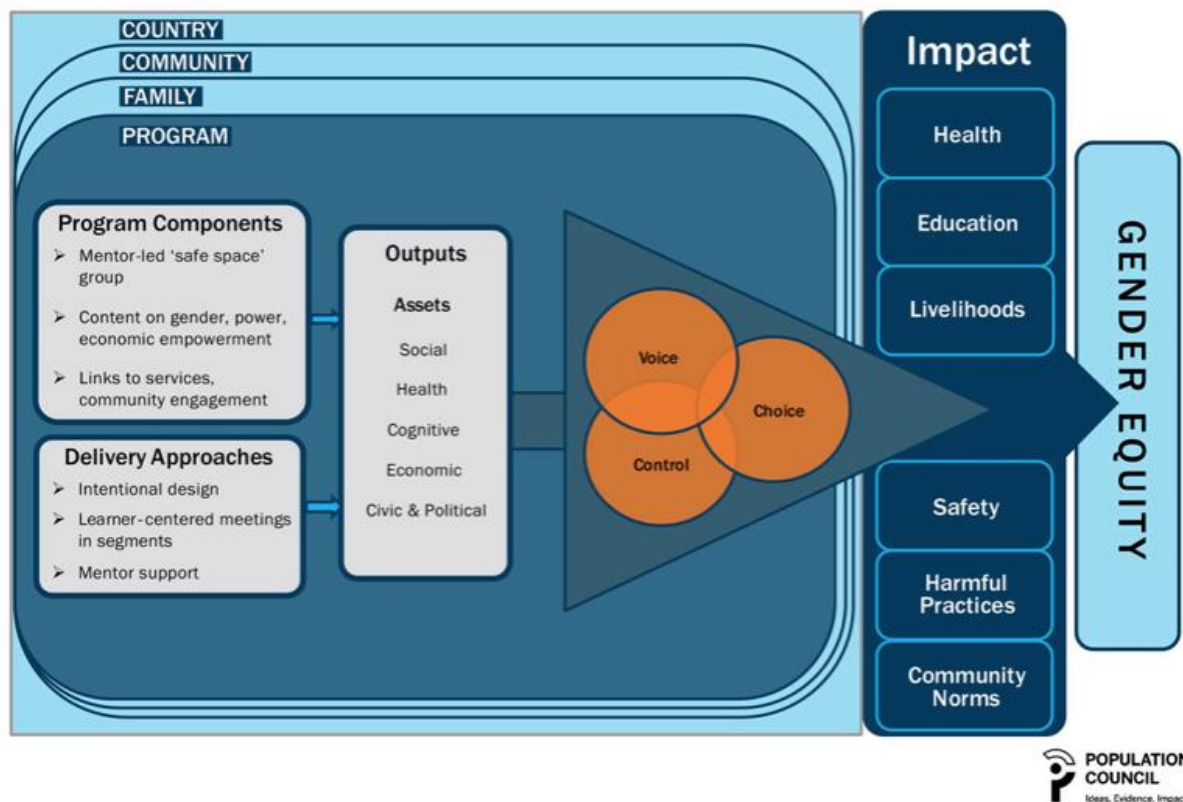 COUNTRY
COMMUNITY
FAMILY
PROGRAM
Program Components
➢ Mentor-led ‘safe space’
group
➢ Content on gender, power,
economic empowerment
➢ Links to services,
community engagement
Delivery Approaches
➢ Intentional design
➢ Learner-centered meetings
in segments
➢ Mentor support
Outputs
Assets
Social
Health
Cognitive
Economic
Civic & Political
Voice
Choice
Control
Impact
Health
Education
Livelihoods
Safety
Harmful
Practices
Community
Norms
GENDER EQUITY
POPULATION
COUNCIL
Ideas. Evidence. Impact